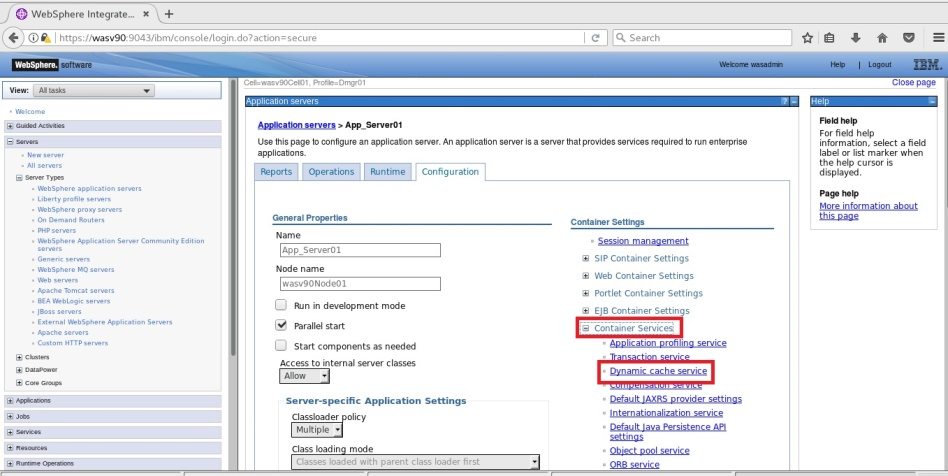 WebSphere Integrate...
https://wasv90:9043/ibm/console/login.do?action=secure
Search
WebSphere. software
Welcome wasadmin
Help
Logout
IBM.
View: All tasks
Welcome
Guided Activities
Servers
New server
All servers
Server Types
WebSphere application servers
Liberty profile servers
WebSphere proxy servers
On Demand Routers
PHP servers
WebSphere Application Server Community Edition
servers
Generic servers
WebSphere MQ servers
Web servers
Apache Tomcat servers
BEA WebLogic servers
JBoss servers
External WebSphere Application Servers
Apache servers
Custom HTTP servers
Clusters
DataPower
Core Groups
Applications
Jobs
Services
Resources
Runtime Operations
Cell=wasv90Cell01, Profile=Dmgr01
Close page
Application servers
Application servers > App_Server01
Use this page to configure an application server. An application server is a server that provides services required to run enterprise
applications.
Reports
Operations
Runtime
Configuration
General Properties
Name
App_Server01
Node name
wasv90Node01
Run in development mode
Parallel start
Start components as needed
Access to internal server classes
Allow
Server-specific Application Settings
Classloader policy
Multiple
Class loading mode
Classes loaded with parent class loader first
Container Settings
Session management
SIP Container Settings
Web Container Settings
Portlet Container Settings
EJB Container Settings
Container Services
Application profiling service
Transaction service
Dynamic cache service
Compensation service
Default JAXRS provider settings
Internationalization service
Default Java Persistence API
settings
Object pool service
ORB service
Help
Field help
For field help
information, select a field
label or list marker when
the help cursor is
displayed.
Page help
More information about
this page